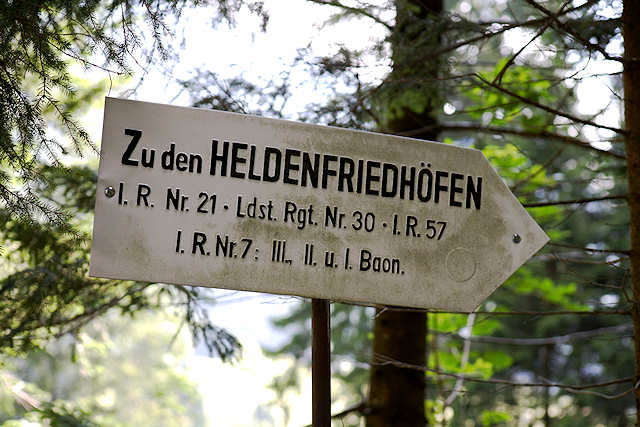 Zu den HELDENFRIEDHÖFEN
I. R. Nr. 21 · Ldst. Rgt. Nr. 30 · I. R. 57
I. R. Nr. 7: III., II. u. I. Baon.